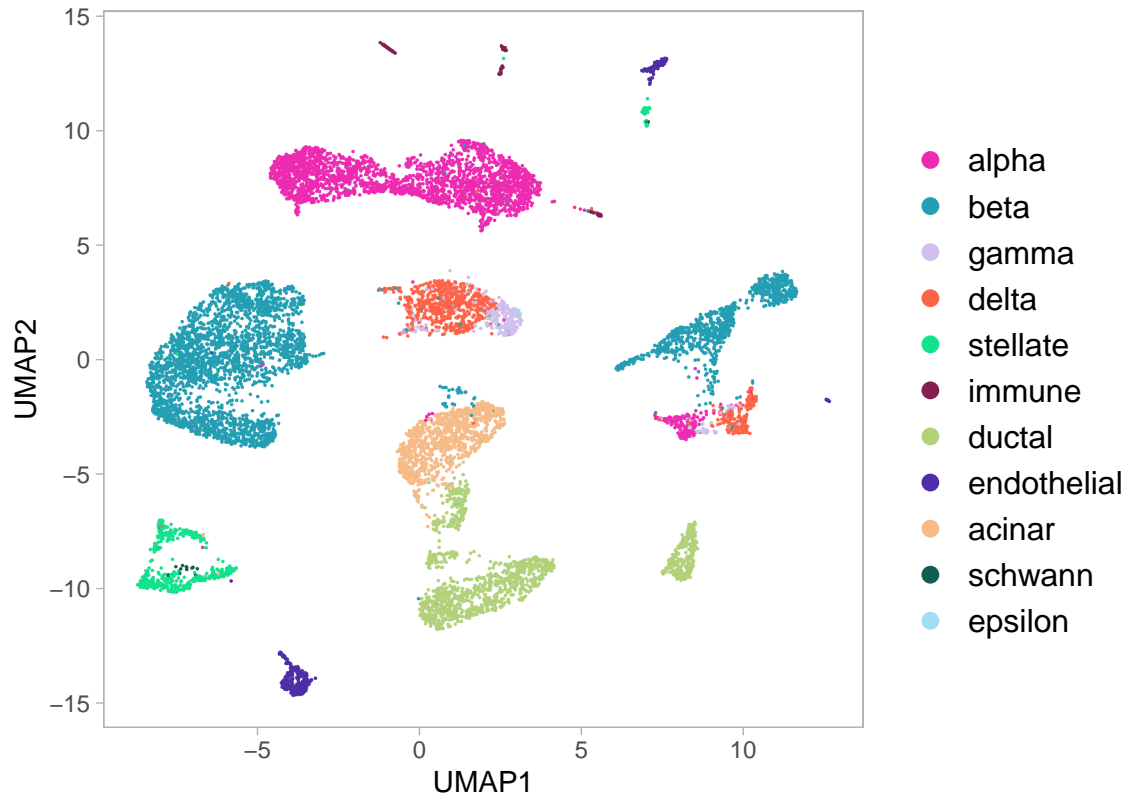 15
10
5
0
−5
−10
−15
UMAP2
−5
0
5
10
UMAP1
alpha
beta
gamma
delta
stellate
immune
ductal
endothelial
acinar
schwann
epsilon